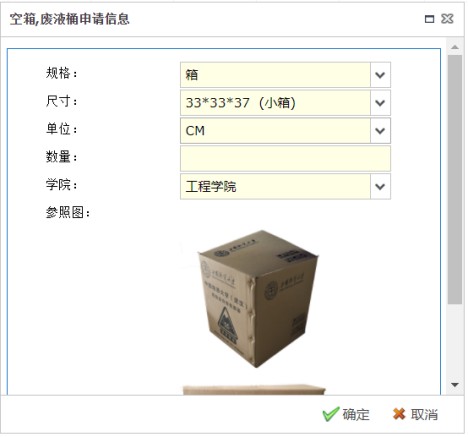 空箱,废液桶申请信息
规格： 箱
尺寸： 33*33*37 (小箱)
单位： CM
数量：
学院： 工程学院
参照图：
确定 取消